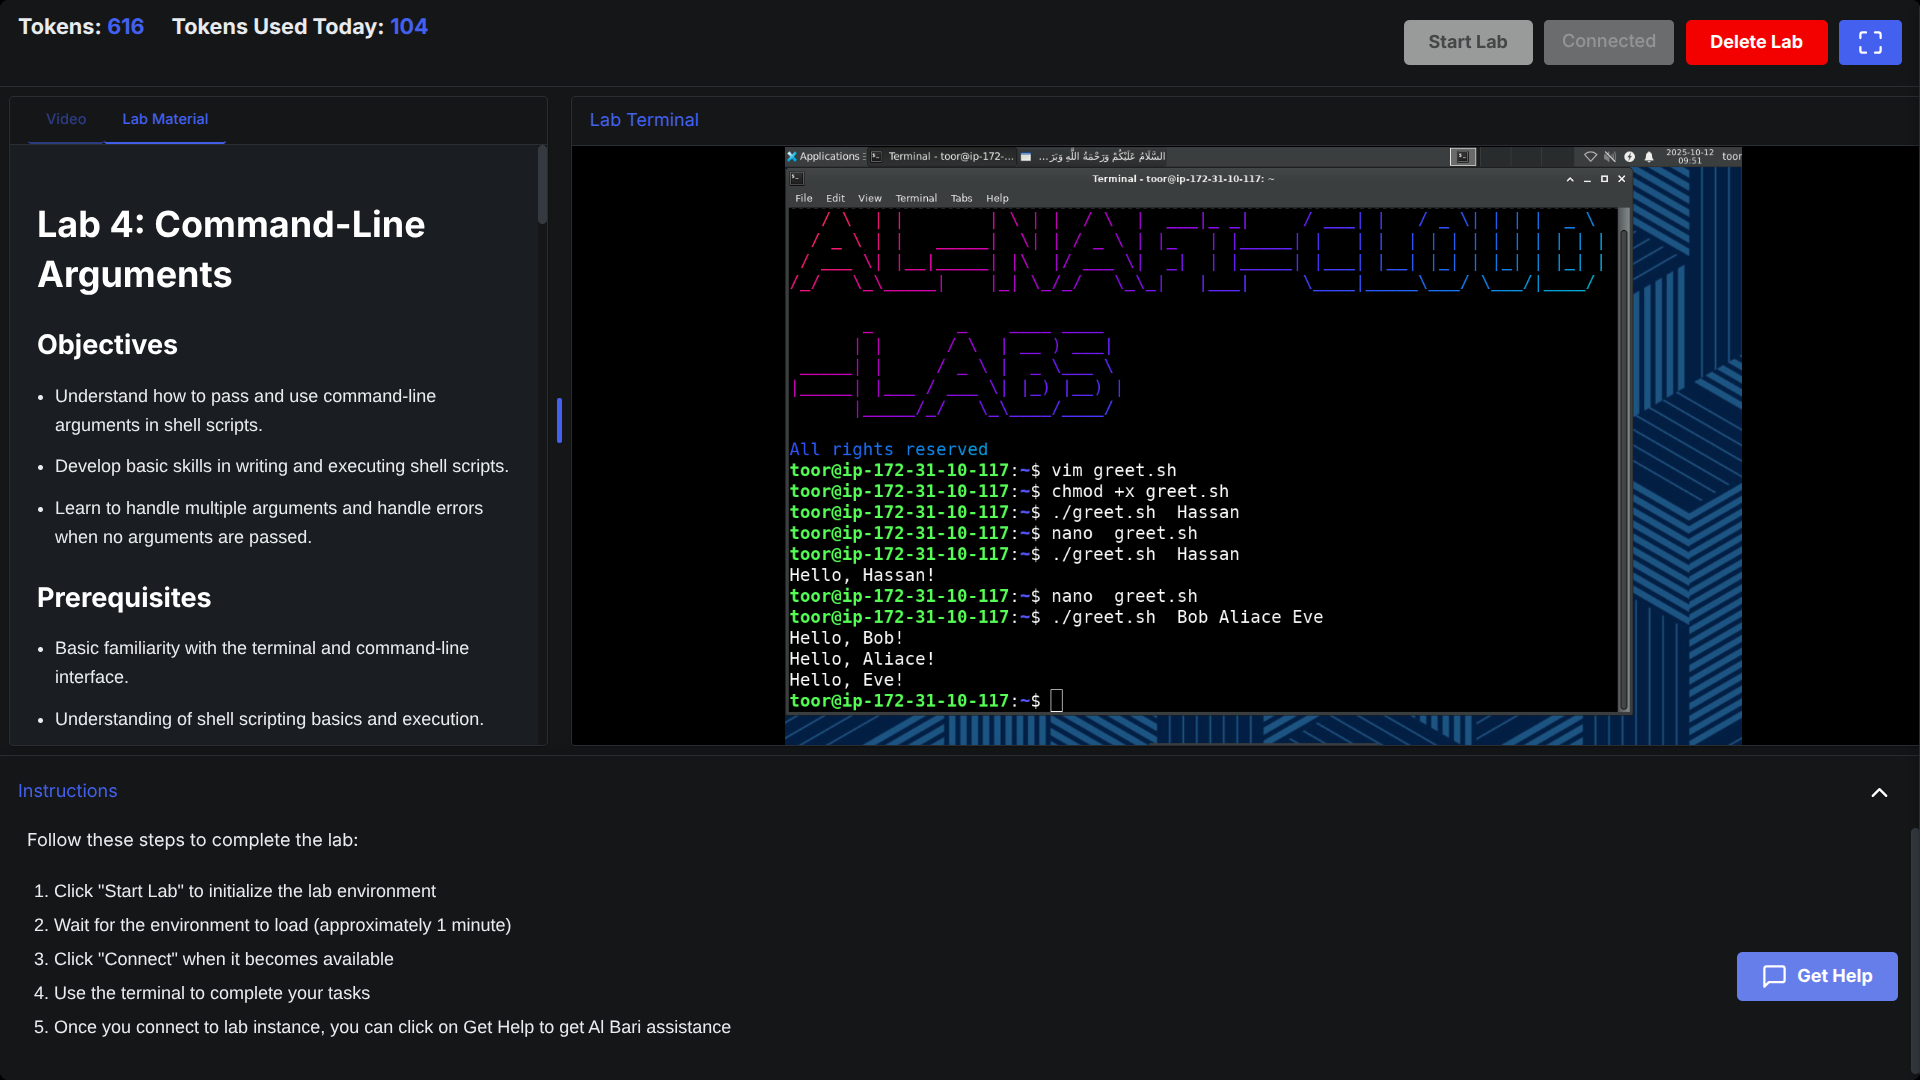 Tokens: 616 Tokens Used Today: 104
Start Lab Connected Delete Lab
Video Lab Material
Lab 4: Command-Line
Arguments
Objectives
• Understand how to pass and use command-line
arguments in shell scripts.
• Develop basic skills in writing and executing shell scripts.
• Learn to handle multiple arguments and handle errors
when no arguments are passed.
Prerequisites
• Basic familiarity with the terminal and command-line
interface.
• Understanding of shell scripting basics and execution.
Lab Terminal
Applications Terminal - toor@ip-172-... السَّلَامُ عَلَيْكُمْ وَرَحْمَةُ اللَّهِ وَبَرَ... 2025-10-12 toor
09:51
Terminal - toor@ip-172-31-10-117: ~
File Edit View Terminal Tabs Help
AL-NAFI-CLOUD
-LABS
All rights reserved
toor@ip-172-31-10-117:~$ vim greet.sh
toor@ip-172-31-10-117:~$ chmod +x greet.sh
toor@ip-172-31-10-117:~$ ./greet.sh  Hassan
toor@ip-172-31-10-117:~$ nano  greet.sh
toor@ip-172-31-10-117:~$ ./greet.sh  Hassan
Hello, Hassan!
toor@ip-172-31-10-117:~$ nano  greet.sh
toor@ip-172-31-10-117:~$ ./greet.sh  Bob Aliace Eve
Hello, Bob!
Hello, Aliace!
Hello, Eve!
toor@ip-172-31-10-117:~$
Instructions
Follow these steps to complete the lab:
1. Click "Start Lab" to initialize the lab environment
2. Wait for the environment to load (approximately 1 minute)
3. Click "Connect" when it becomes available
4. Use the terminal to complete your tasks
5. Once you connect to lab instance, you can click on Get Help to get Al Bari assistance
Get Help